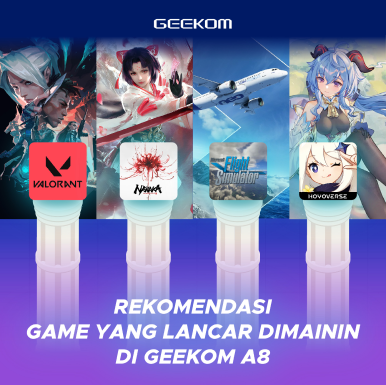 GEEKOM
VALORANT
NARAKA
Flight
Simulator
HOYOVERSE
REKOMENDASI
GAME YANG LANCAR DIMAININ
DI GEEKOM A8